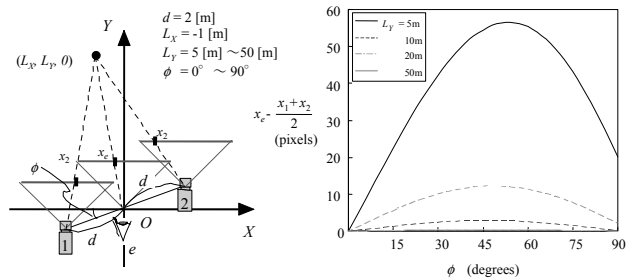 d = 2 [m]
L_X = -1 [m]
L_Y = 5 [m] ～50 [m]
ϕ = 0° ～ 90°
Y
(L_X, L_Y, 0)
x_2
x_e
x_2
ϕ
d
2
O
X
1
d
e
60
50
40
30
20
10
0
L_Y = 5m
10m
20m
50m
x_e - x_1+x_2
2
(pixels)
15 30 45 60 75 90
ϕ (degrees)